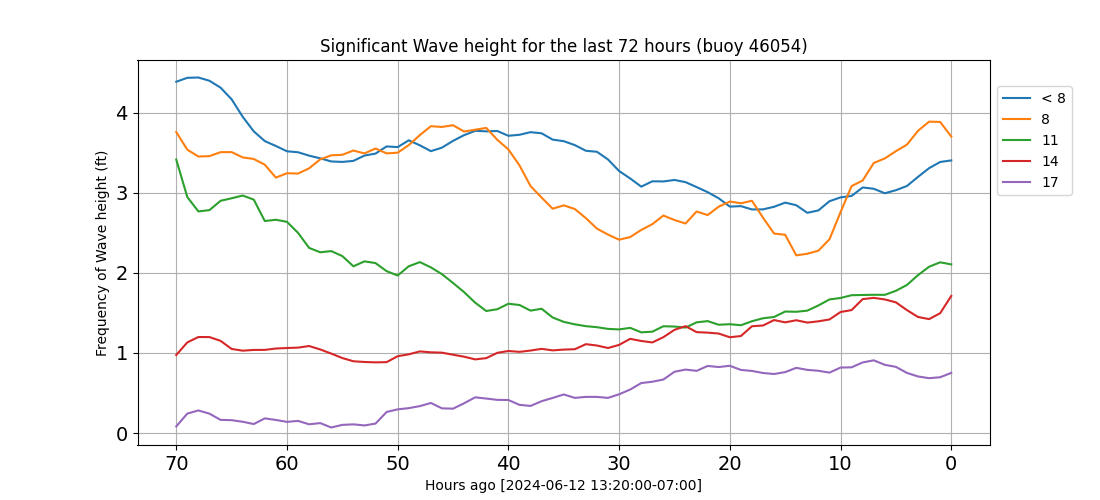 Significant Wave height for the last 72 hours (buoy 46054)
Frequency of Wave height (ft)
4
3
2
1
0
70 60 50 40 30 20 10 0
Hours ago [2024-06-12 13:20:00-07:00]
< 8
8
11
14
17